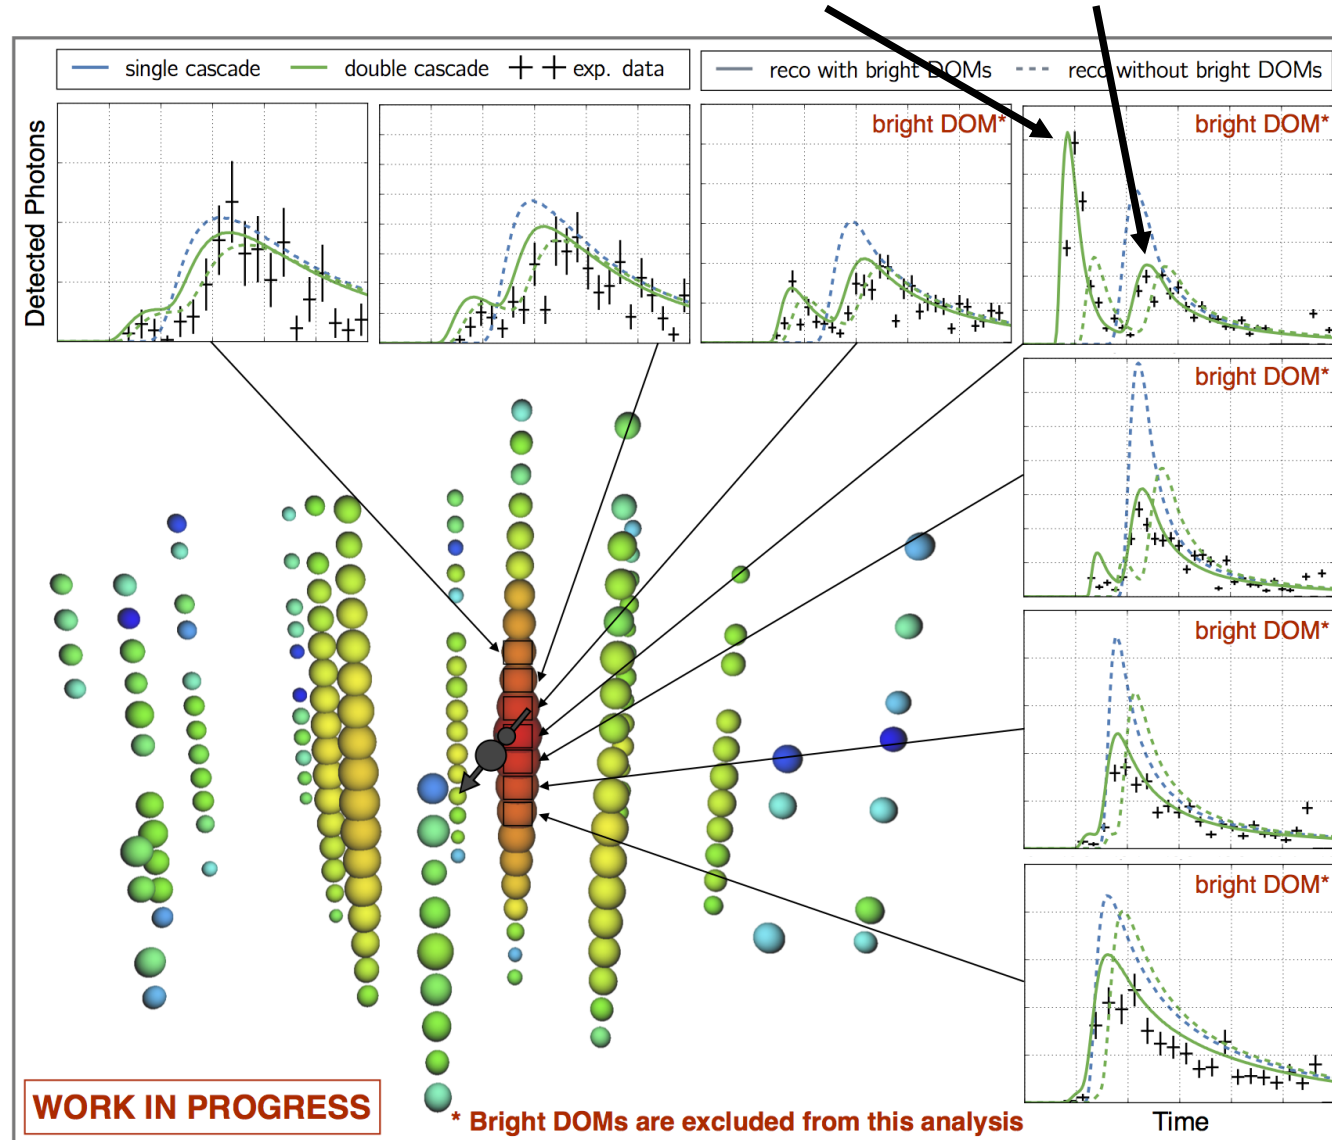 single cascade
double cascade
exp. data
reco with bright DOMs
reco without bright DOMs
Detected Photons
bright DOM*
bright DOM*
bright DOM*
bright DOM*
bright DOM*
WORK IN PROGRESS
* Bright DOMs are excluded from this analysis
Time